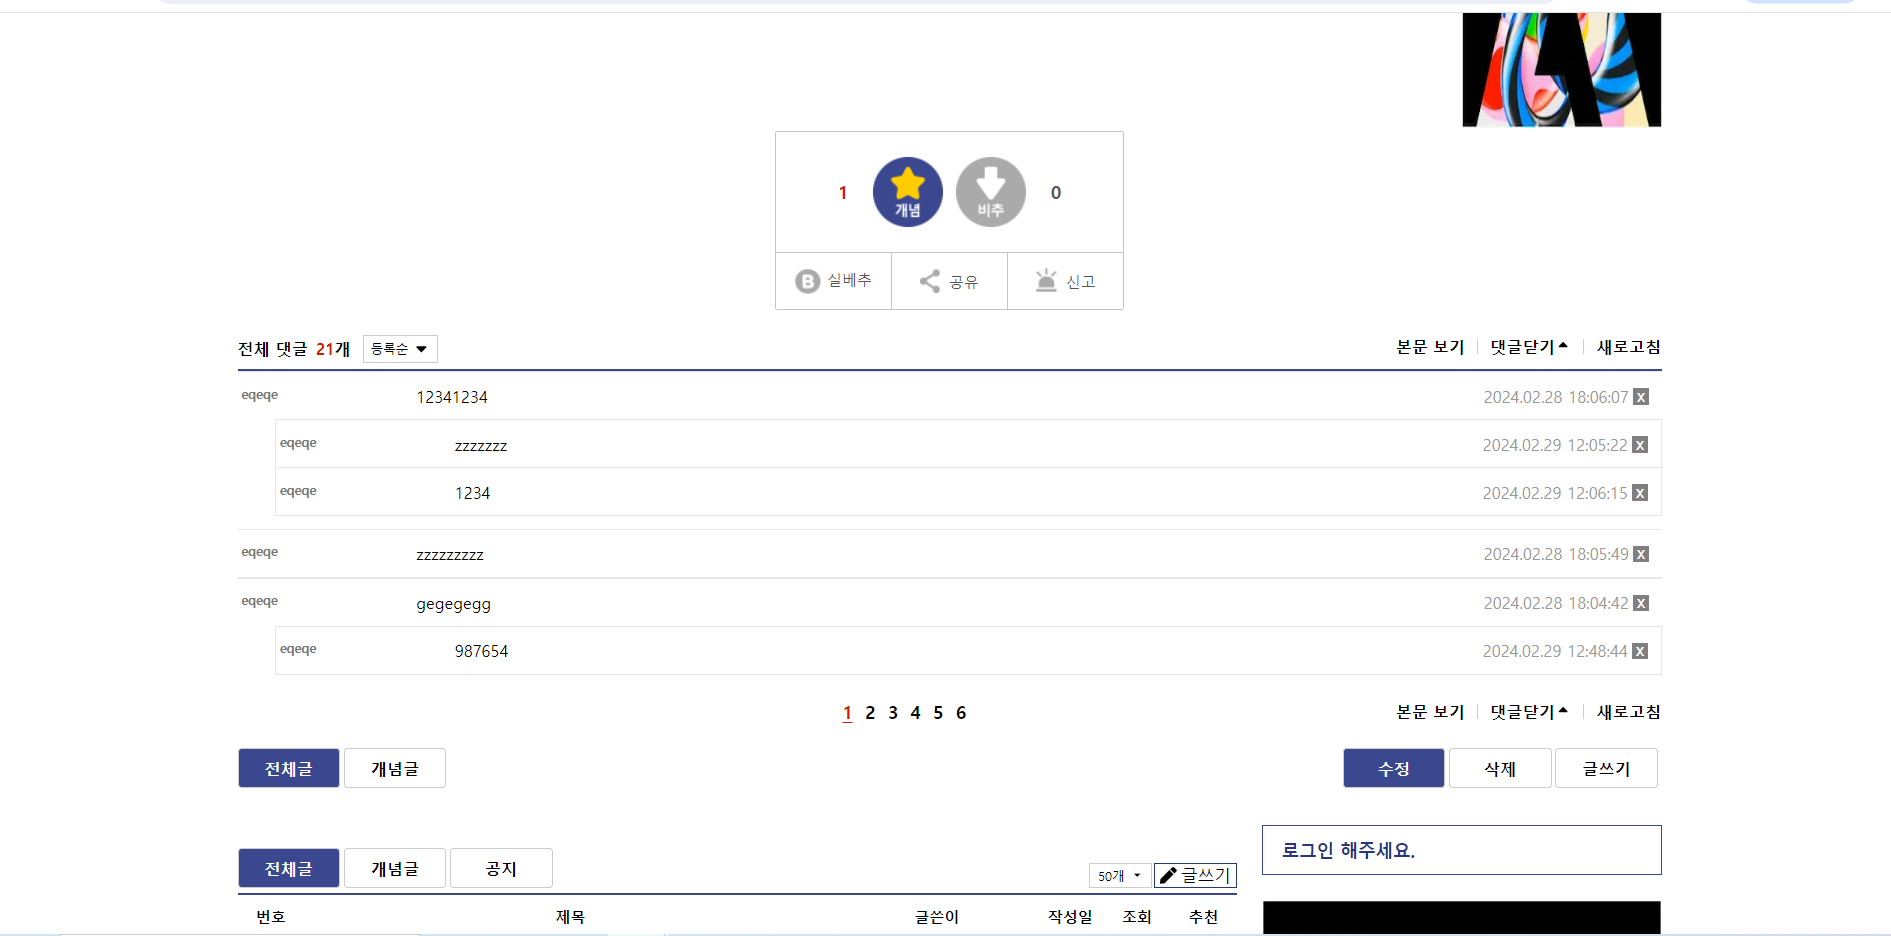 1 개념 비추 0
B 실베추 공유 신고
전체 댓글 21개 등록순 본문 보기 댓글닫기 새로고침
eqeqe 12341234 2024.02.28 18:06:07 X
eqeqe zzzzzzz 2024.02.29 12:05:22 X
eqeqe 1234 2024.02.29 12:06:15 X
eqeqe zzzzzzzzz 2024.02.28 18:05:49 X
eqeqe gegegegg 2024.02.28 18:04:42 X
eqeqe 987654 2024.02.29 12:48:44 X
1 2 3 4 5 6 본문 보기 댓글닫기 새로고침
전체글 개념글 수정 삭제 글쓰기
로그인 해주세요.
전체글 개념글 공지 50개 글쓰기
번호 제목 글쓴이 작성일 조회 추천